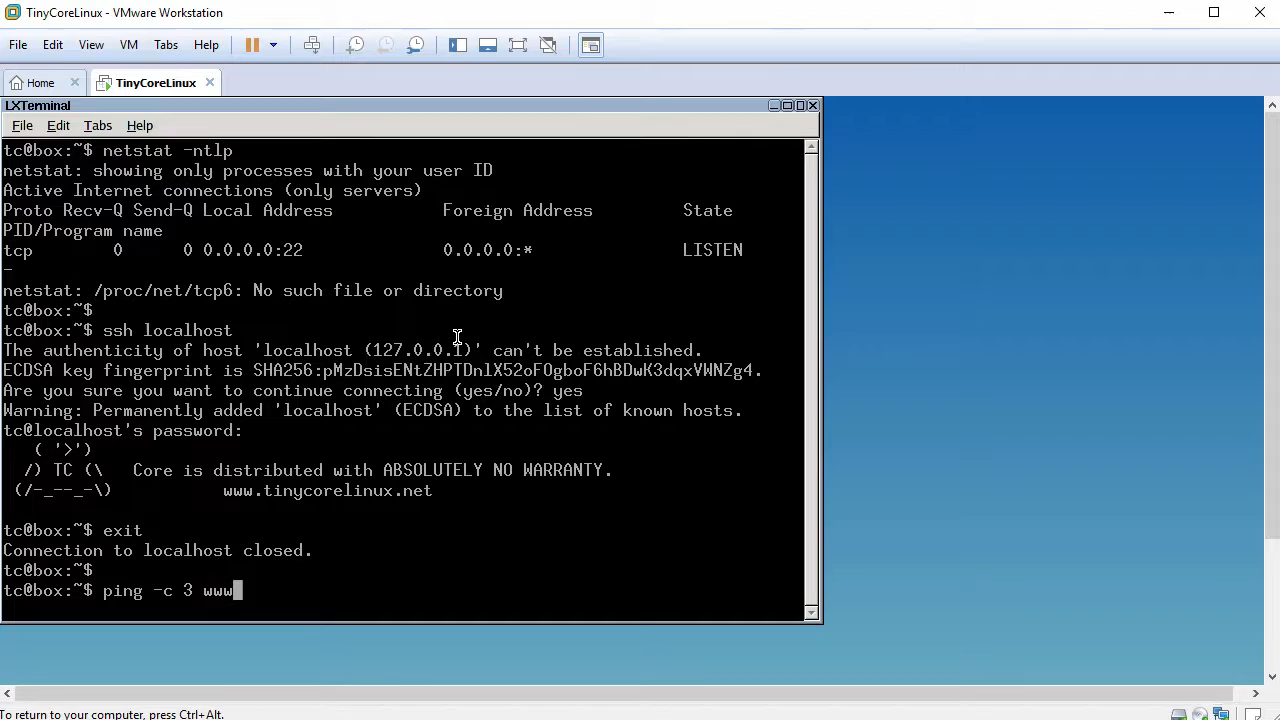 TinyCoreLinux - VMware Workstation
File Edit View VM Tabs Help
Home TinyCoreLinux
LXTerminal
File Edit Tabs Help
tc@box:~$ netstat -ntlp
netstat: showing only processes with your user ID
Active Internet connections (only servers)
Proto Recv-Q Send-Q Local Address Foreign Address State
PID/Program name
tcp 0 0 0.0.0.0:22 0.0.0.0:* LISTEN
-
netstat: /proc/net/tcp6: No such file or directory
tc@box:~$
tc@box:~$ ssh localhost
The authenticity of host 'localhost (127.0.0.1)' can't be established.
ECDSA key fingerprint is SHA256:pMzDsisENtZHPTDnlX52oFOgboF6hBDwK3dqxVWNZg4.
Are you sure you want to continue connecting (yes/no)? yes
Warning: Permanently added 'localhost' (ECDSA) to the list of known hosts.
tc@localhost's password:
( '>')
/) TC (\ Core is distributed with ABSOLUTELY NO WARRANTY.
(/-_--_-\) www.tinycorelinux.net
tc@box:~$ exit
Connection to localhost closed.
tc@box:~$
tc@box:~$ ping -c 3 www
To return to your computer, press Ctrl+Alt.